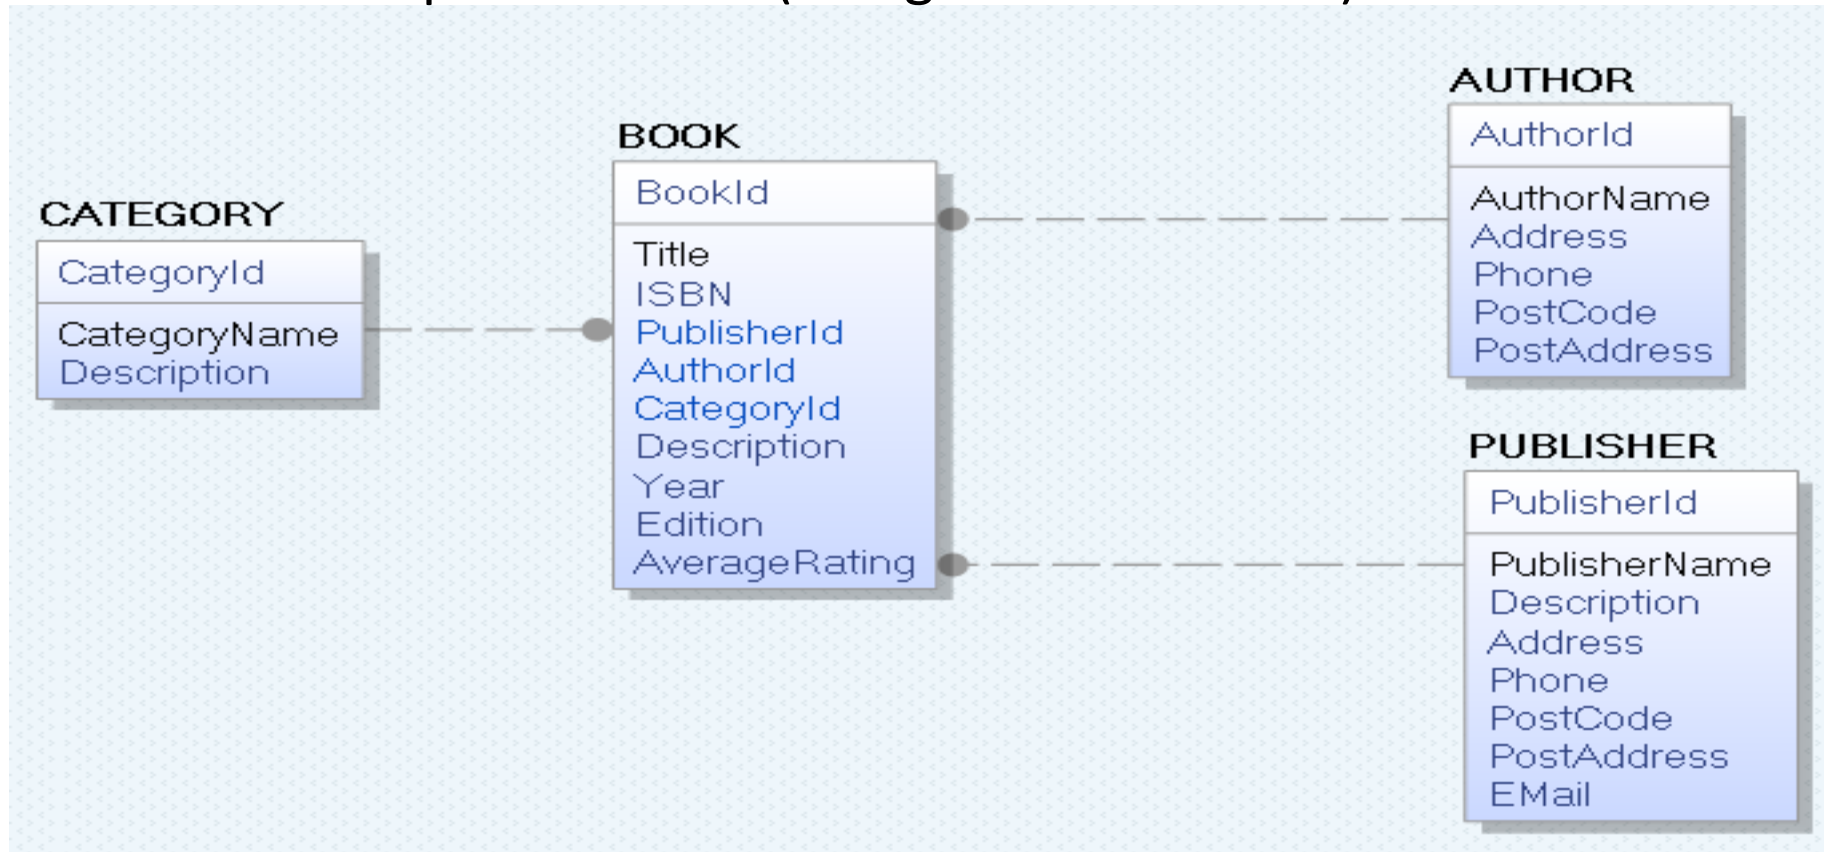 CATEGORY
CategoryId
CategoryName
Description
BOOK
BookId
Title
ISBN
PublisherId
AuthorId
CategoryId
Description
Year
Edition
AverageRating
AUTHOR
AuthorId
AuthorName
Address
Phone
PostCode
PostAddress
PUBLISHER
PublisherId
PublisherName
Description
Address
Phone
PostCode
PostAddress
EMail